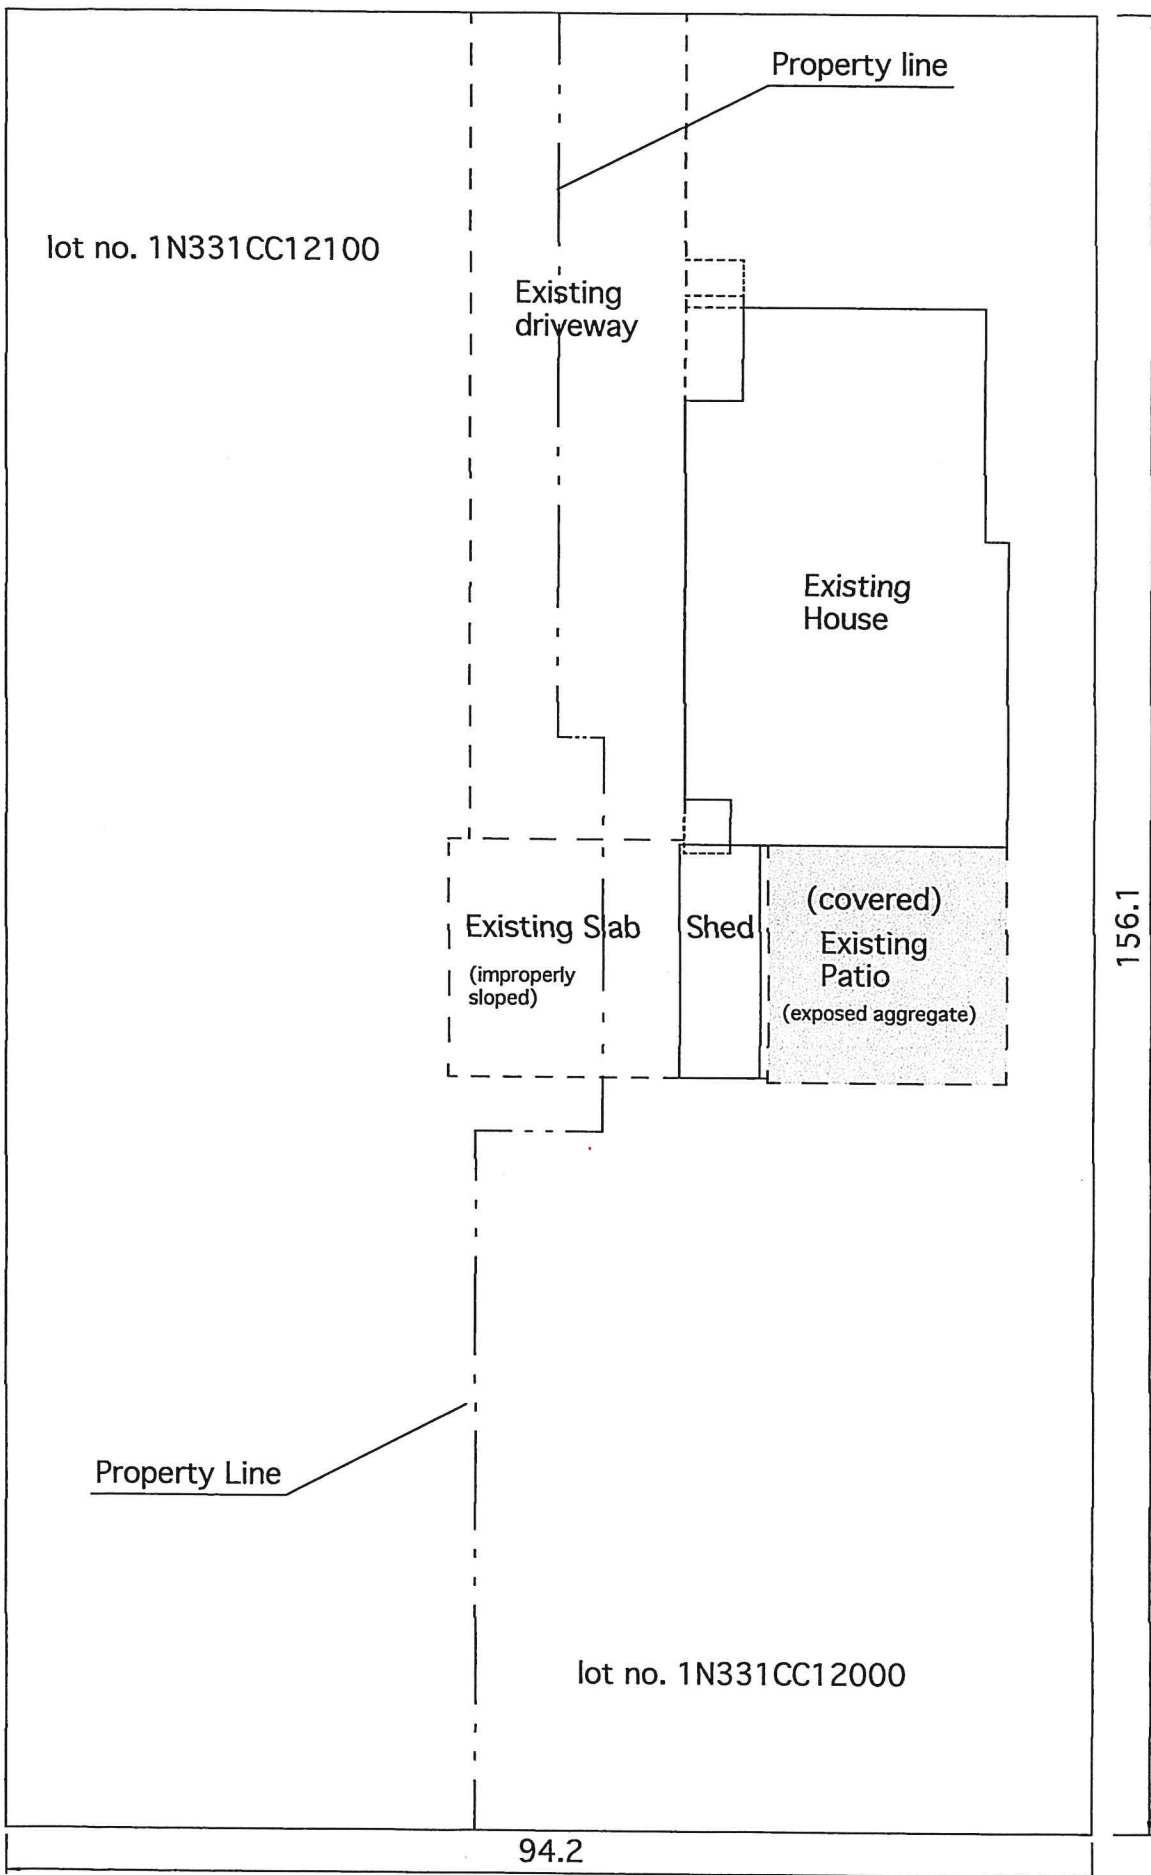 Property line
lot no. 1N331CC12100
Existing
driveway
Existing
House
(covered)
Existing Slab
Shed
Existing
Patio
(improperly
sloped)
(exposed aggregate)
156.1
Property Line
lot no. 1N331CC12000
94.2